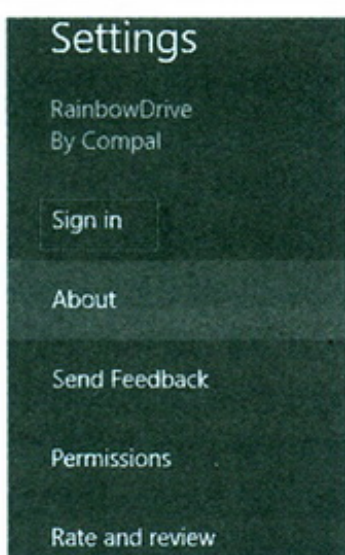 Settings
RainbowDrive
By Compal
Sign in
About
Send Feedback
Permissions
Rate and review